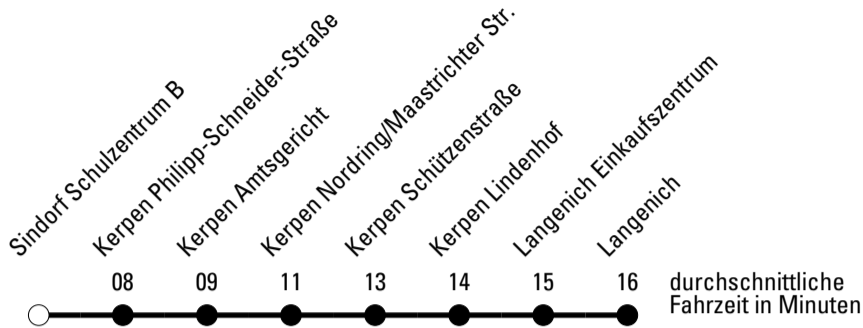 Sindorf Schulzentrum B
Kerpen Philipp-Schneider-Straße
Kerpen Amtsgericht
Kerpen Nordring/Maastrichter Str.
Kerpen Schützenstraße
Kerpen Lindenhof
Langenich Einkaufszentrum
Langenich
08 09 11 13 14 15 16
durchschnittliche
Fahrzeit in Minuten